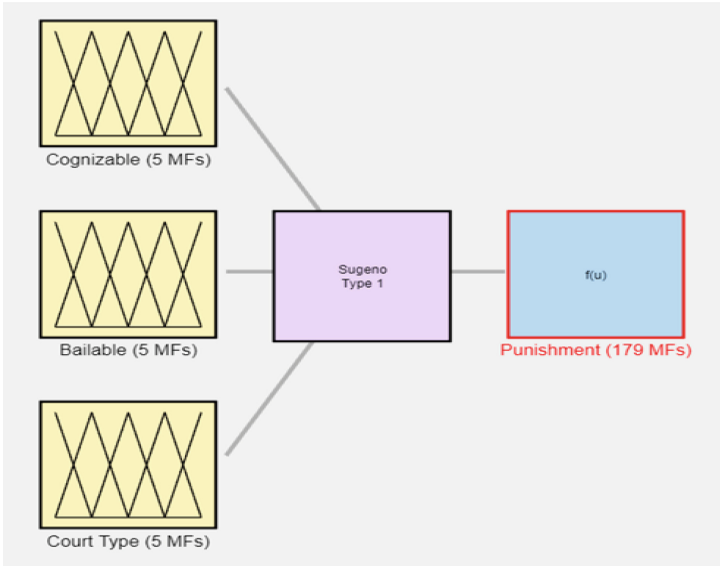 Cognizable (5 MFs)
Bailable (5 MFs)
Court Type (5 MFs)
Sugeno
Type 1
f(u)
Punishment (179 MFs)